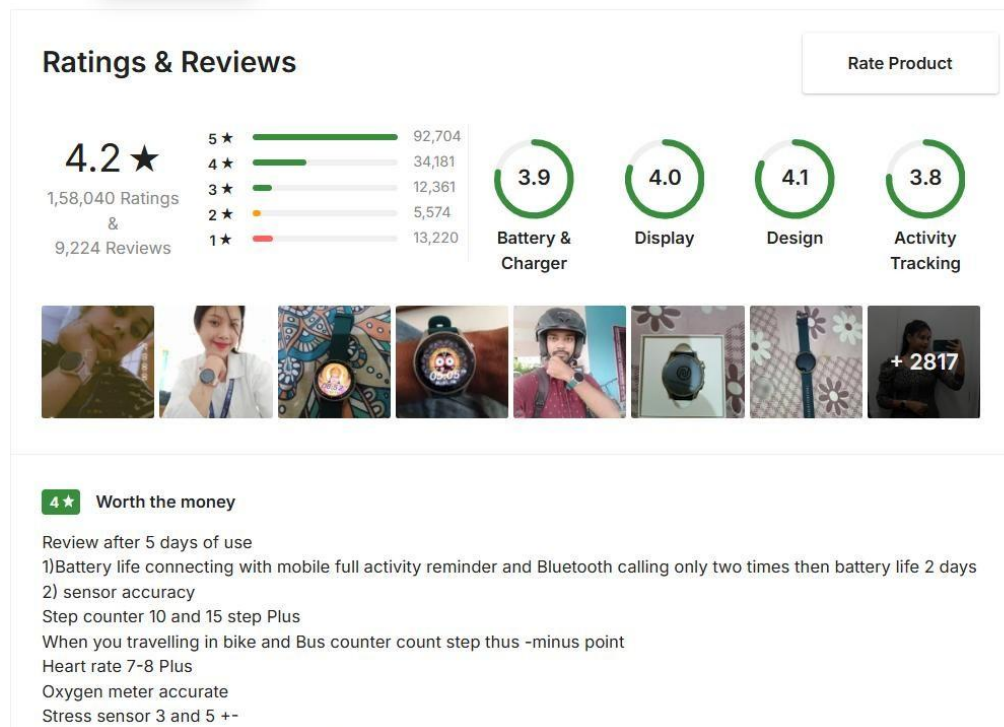 Ratings & Reviews
Rate Product
4.2 ★
1,58,040 Ratings
&
9,224 Reviews
5 ★ 92,704
4 ★ 34,181
3 ★ 12,361
2 ★ 5,574
1 ★ 13,220
3.9
Battery &
Charger
4.0
Display
4.1
Design
3.8
Activity
Tracking
+ 2817
4 ★ Worth the money
Review after 5 days of use
1)Battery life connecting with mobile full activity reminder and Bluetooth calling only two times then battery life 2 days
2) sensor accuracy
Step counter 10 and 15 step Plus
When you travelling in bike and Bus counter count step thus -minus point
Heart rate 7-8 Plus
Oxygen meter accurate
Stress sensor 3 and 5 +-